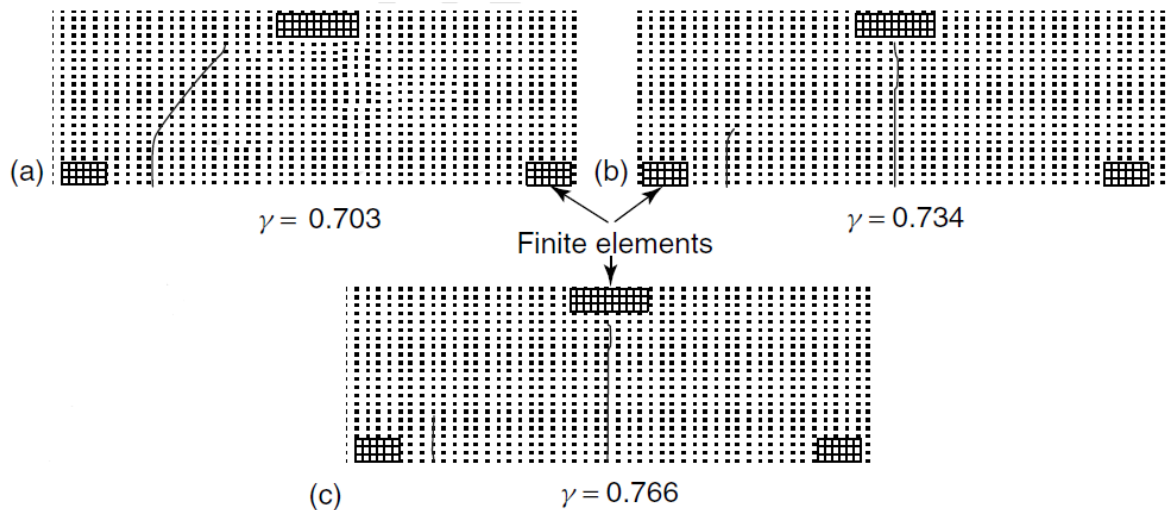 (a)
(b)
γ = 0.703
γ = 0.734
Finite elements
(c)
γ = 0.766